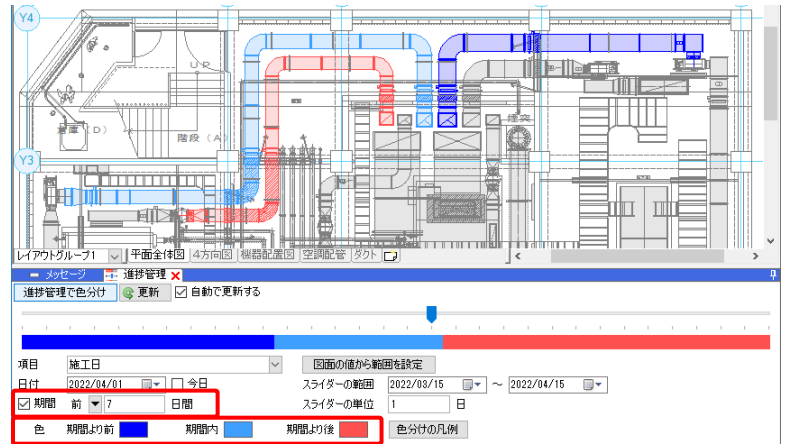 Y4
UP
倉庫(D)
階段(A)
煙突
Y3
レイアウトグループ1 平面全体図 4方向図 機器配置図 空調配管 ダクト
メッセージ 進捗管理
進捗管理で色分け 更新 自動で更新する
項目 施工日 図面の値から範囲を設定
日付 2022/04/01 今日 スライダーの範囲 2022/03/15 ～ 2022/04/15
期間 前 7 日間 スライダーの単位 1 日
色 期間より前 期間内 期間より後 色分けの凡例